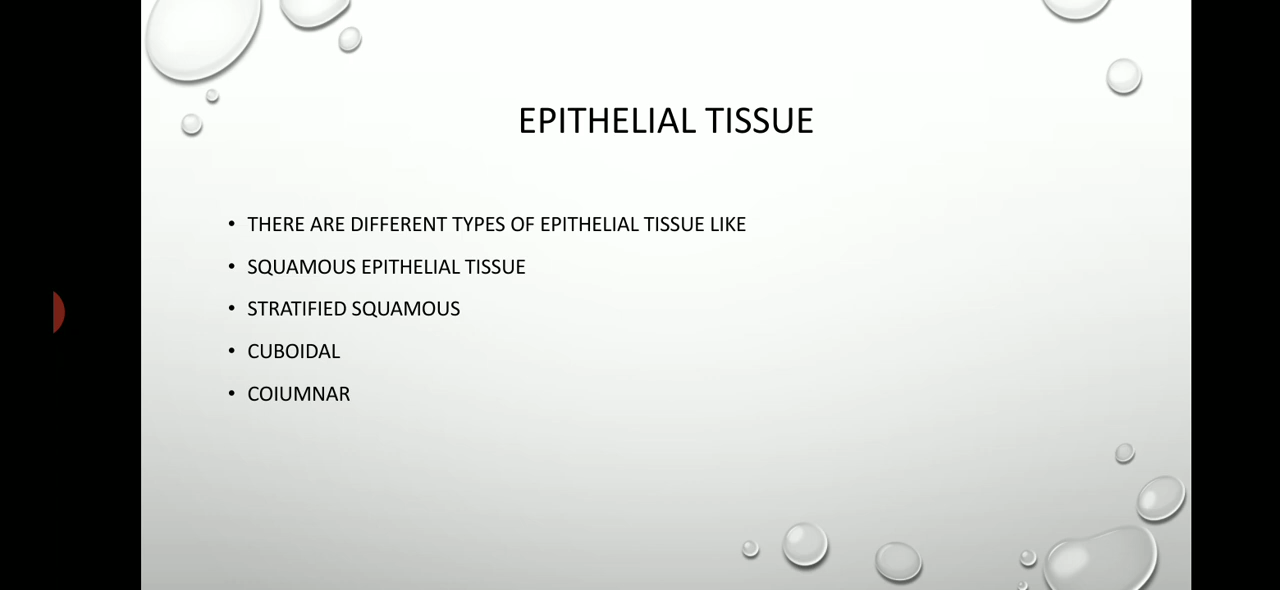 EPITHELIAL TISSUE
• THERE ARE DIFFERENT TYPES OF EPITHELIAL TISSUE LIKE
• SQUAMOUS EPITHELIAL TISSUE
• STRATIFIED SQUAMOUS
• CUBOIDAL
• COIUMNAR